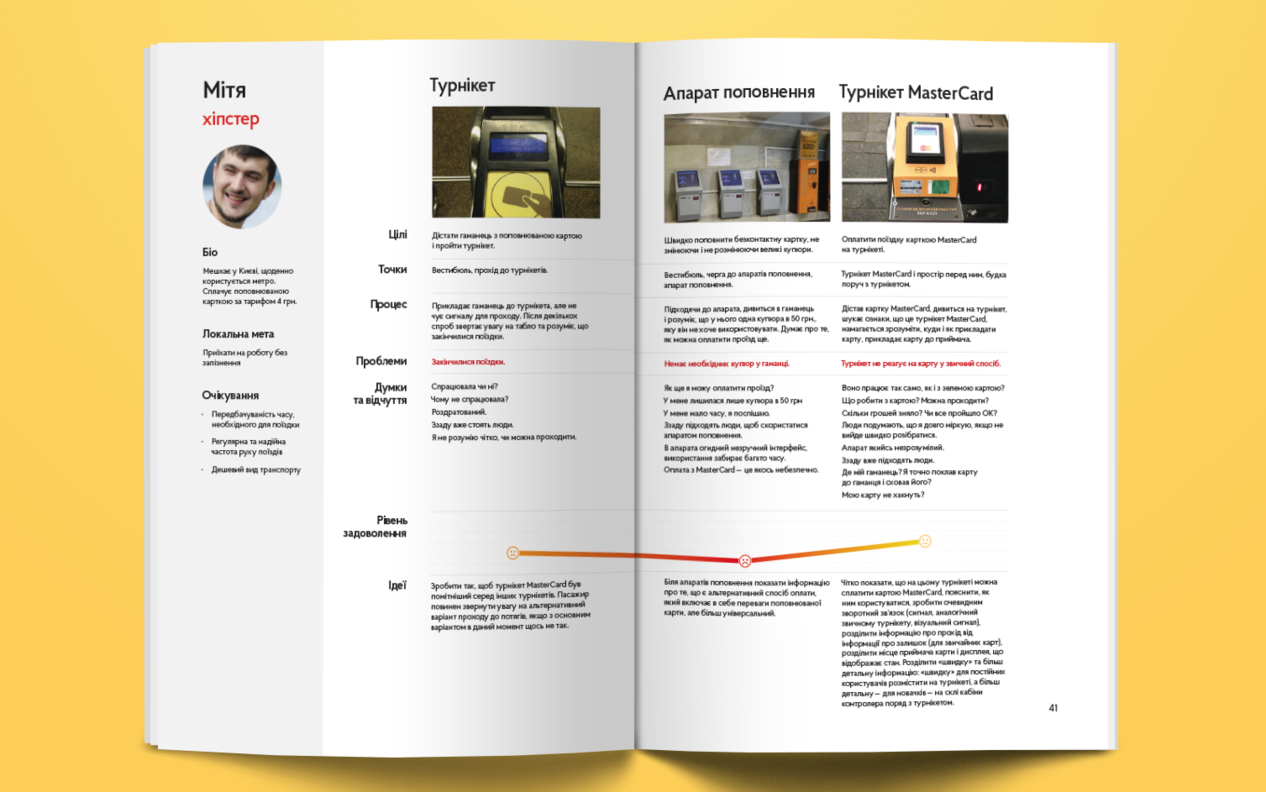 Мітя
хіпстер
Біо
Мешкає у Києві, щоденно
користується метро.
Сплачує поповнюваною
карткою за тарифом 4 грн.
Локальна мета
Приїхати на роботу без
запізнення
Очікування
· Передбачуваність часу,
необхідного для поїздки
· Регулярна та надійна
частота руху поїздів
· Дешевий вид транспорту
Турнікет
Апарат поповнення
Турнікет MasterCard
Цілі
Дістати гаманець з поповнюваною картою
і пройти турнікет.
Швидко поповнити безконтактну картку, не
змінюючи і не розмінюючи великі купюри.
Оплатити поїздку карткою MasterCard
на турнікеті.
Точки
Вестибюль, прохід до турнікетів.
Вестибюль, черга до апаратів поповнення,
апарат поповнення.
Турнікет MasterCard і простір перед ним, будка
поруч з турнікетом.
Процес
Прикладає гаманець до турнікета, але не
чує сигналу для проходу. Після декількох
спроб звертає увагу на табло та розуміє, що
закінчилися поїздки.
Підходячи до апарата, дивиться в гаманець
і розуміє, що у нього одна купюра в 50 грн.,
яку він не хоче використовувати. Думає про те,
як можна оплатити проїзд ще.
Дістав картку MasterCard, дивиться на турнікет,
шукає ознаки, що це турнікет MasterCard,
намагається зрозуміти, куди і як прикладати
карту, прикладає карту до приймача.
Проблеми
Закінчилися поїздки.
Немає необхідних купюр у гаманці.
Турнікет не реагує на карту у звичний спосіб.
Думки
та відчуття
Спрацювала чи ні?
Чому не спрацювала?
Роздратований.
Ззаду вже стоять люди.
Я не розумію чітко, чи можна проходити.
Як ще я можу оплатити проїзд?
У мене лишилася лише купюра в 50 грн
У мене мало часу, я поспішаю.
Ззаду підходять люди, щоб скористатися
апаратом поповнення.
В апарата огидний незручний інтерфейс,
використання забирає багато часу.
Оплата з MasterCard – це якось небезпечно.
Воно працює так само, як і з зеленою картою?
Що робити з картою? Можна проходити?
Скільки грошей зняло? Чи все пройшло ОК?
Люди подумають, що я довго міркую, якщо не
вийде швидко розібратися.
Апарат якийсь незрозумілий.
Ззаду вже підходять люди.
Де мій гаманець? Я точно поклав карту
до гаманця і сховав його?
Мою карту не хакнуть?
Рівень
задоволення
Ідеї
Зробити так, щоб турнікет MasterCard був
помітніший серед інших турнікетів. Пасажир
повинен звернути увагу на альтернативний
варіант проходу до потягів, якщо з основним
варіантом в даний момент щось не так.
Біля апаратів поповнення показати інформацію
про те, що є альтернативний спосіб оплати,
який включає в себе переваги поповнюваної
карти, але більш універсальний.
Чітко показати, що на цьому турнікеті можна
сплатити картою MasterCard, пояснити, як
ним користуватися, зробити очевидним
зворотний зв'язок (сигнал, аналогічний
звичному турнікету, візуальний сигнал),
розділити інформацію про прохід від
інформації про залишок (для звичайних карт),
розділити місце приймача карти і дисплея, що
відображає стан. Розділити «швидку» та більш
детальну інформацію: «швидку» для постійних
користувачів розмістити на турнікеті, а більш
детальну – для новачків – на склі кабіни
контролера поряд з турнікетом.
41